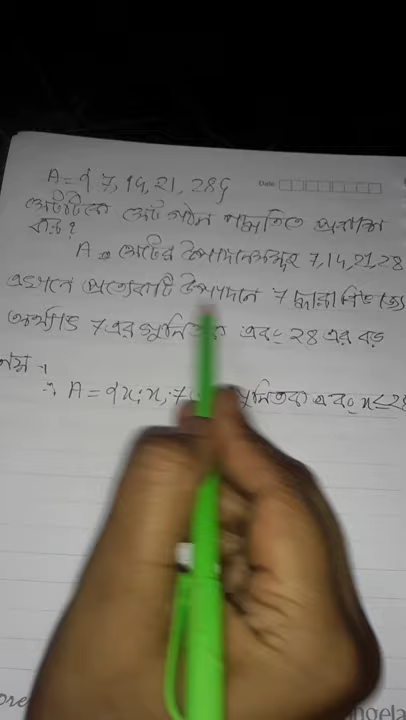 A = {7, 14, 21, 28}
Date:
সেটটিকে সেট গঠন পদ্ধতিতে প্রকাশ
কর?
A সেটের উপাদানসমূহ 7, 14, 21, 28
এখানে প্রত্যেকটি উপাদান 7 দ্বারা বিভাজ্য
অর্থাৎ 7 এর গুনিতক এবং 28 এর বড়
নয়।
∴ A = {x : x, 7 গুনিতক এবং x ≤ 28